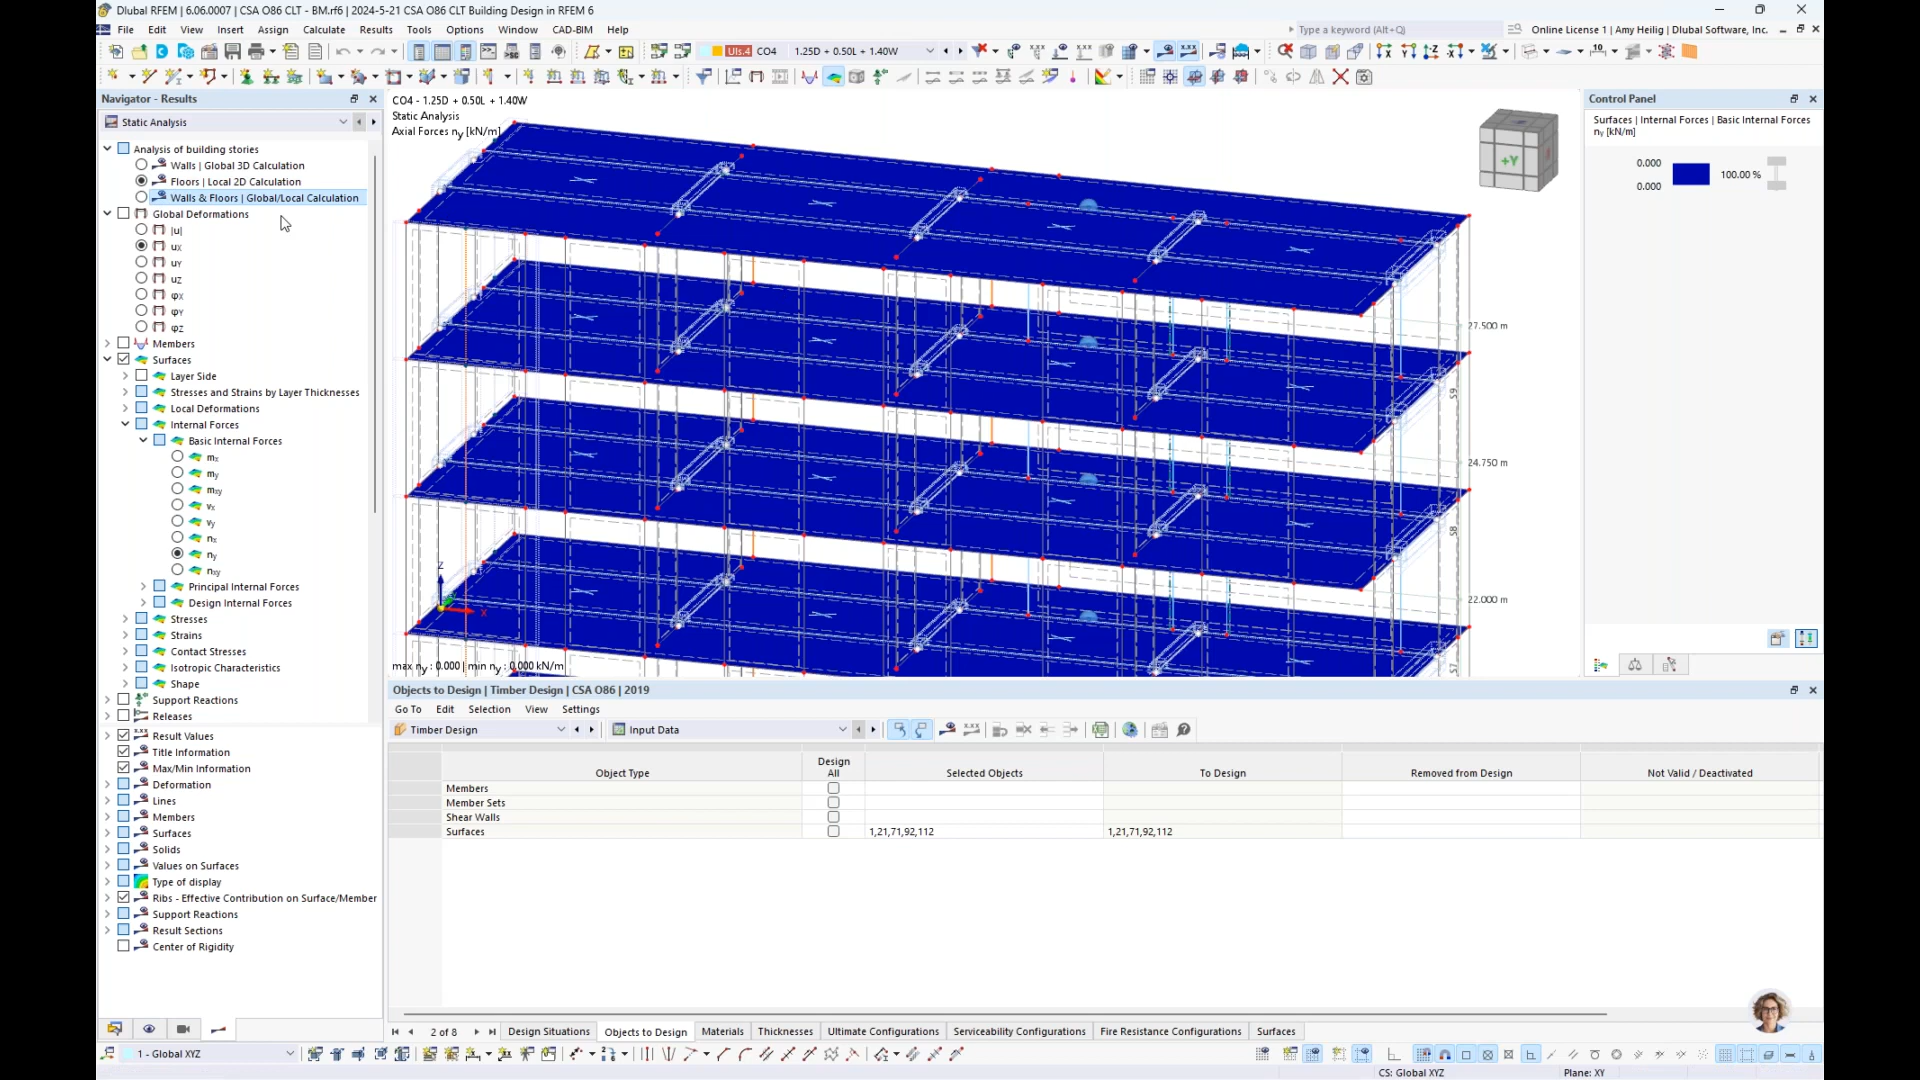 Dlubal RFEM | 6.06.0007 | CSA O86 CLT - BM.rf6 | 2024-5-21 CSA O86 CLT Building Design in RFEM 6
File Edit View Insert Assign Calculate Results Tools Options Window CAD-BIM Help
Type a keyword (Alt+Q)
Online License 1 | Amy Heilig | Dlubal Software, Inc.
UIs.4 CO4 1.25D + 0.50L + 1.40W
Navigator - Results
Static Analysis
Analysis of building stories
Walls | Global 3D Calculation
Floors | Local 2D Calculation
Walls & Floors | Global/Local Calculation
Global Deformations
|u|
uX
uY
uZ
φX
φY
φZ
Members
Surfaces
Layer Side
Stresses and Strains by Layer Thicknesses
Local Deformations
Internal Forces
Basic Internal Forces
mx
my
mxy
vx
vy
nx
ny
nxy
Principal Internal Forces
Design Internal Forces
Stresses
Strains
Contact Stresses
Isotropic Characteristics
Shape
Support Reactions
Releases
Result Values
Title Information
Max/Min Information
Deformation
Lines
Members
Surfaces
Solids
Values on Surfaces
Type of display
Ribs - Effective Contribution on Surface/Member
Support Reactions
Result Sections
Center of Rigidity
CO4 - 1.25D + 0.50L + 1.40W
Static Analysis
Axial Forces ny [kN/m]
+Y
27.500 m
S9
24.750 m
S8
22.000 m
S7
Z
X
max ny : 0.000 | min ny : 0.000 kN/m
Control Panel
Surfaces | Internal Forces | Basic Internal Forces
ny [kN/m]
0.000
0.000
100.00 %
Objects to Design | Timber Design | CSA O86 | 2019
Go To Edit Selection View Settings
Timber Design
Input Data
Object Type
Design All
Selected Objects
To Design
Removed from Design
Not Valid / Deactivated
Members
Member Sets
Shear Walls
Surfaces 1,21,71,92,112 1,21,71,92,112
2 of 8
Design Situations Objects to Design Materials Thicknesses Ultimate Configurations Serviceability Configurations Fire Resistance Configurations Surfaces
1 - Global XYZ
CS: Global XYZ
Plane: XY